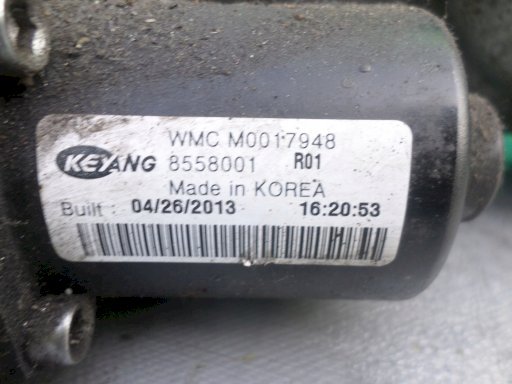 WMC M0017948
KEYANG 8558001 R01
Made in KOREA
Built : 04/26/2013 16:20:53